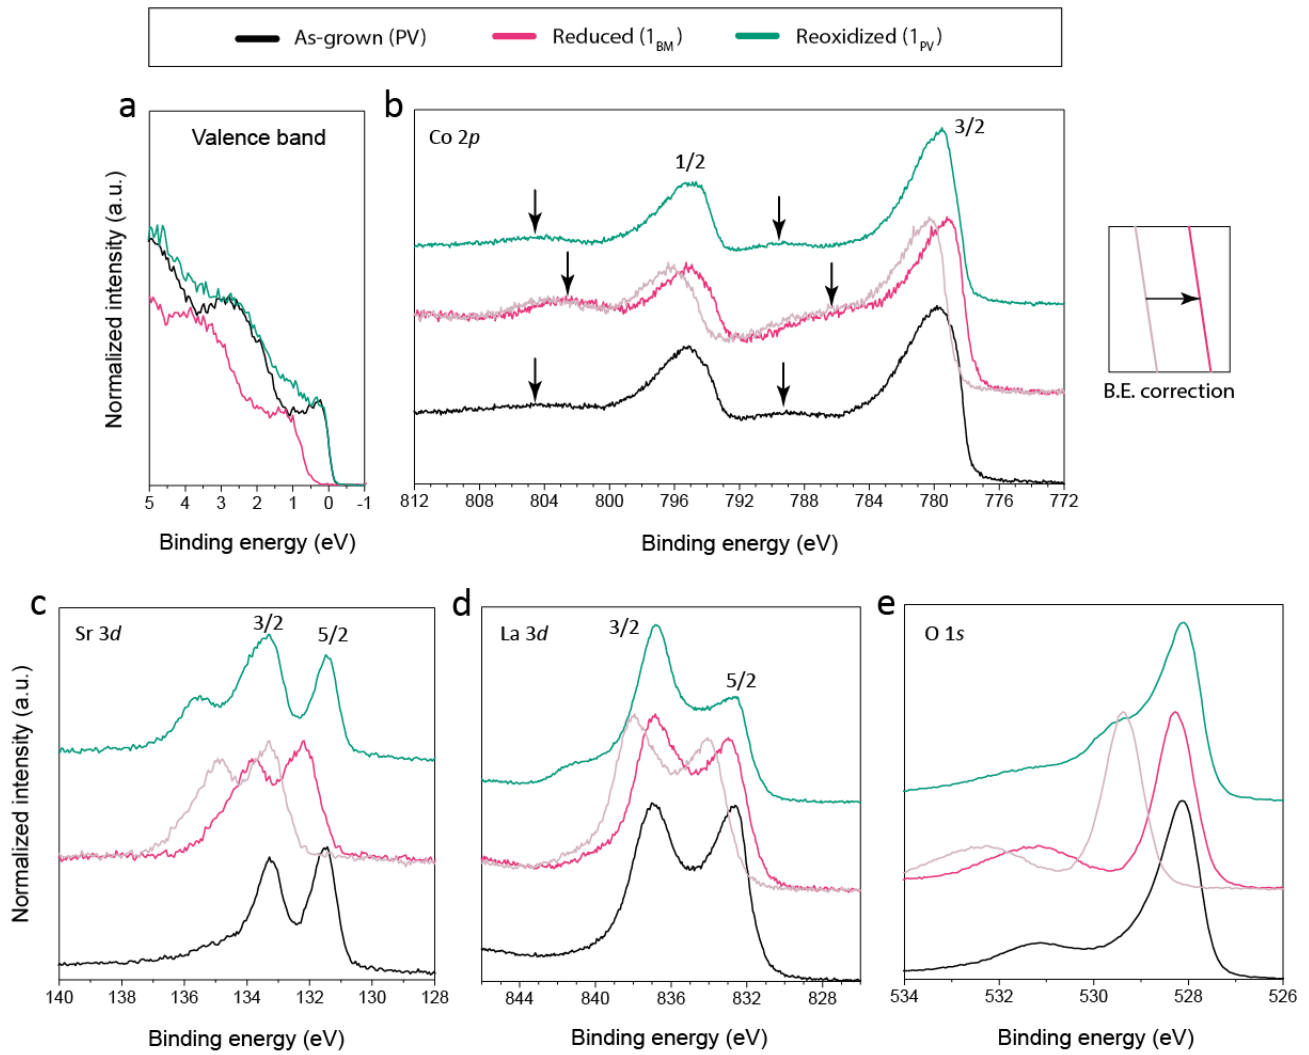 As-grown (PV) Reduced (1BM) Reoxidized (1PV)
a
Valence band
Normalized intensity (a.u.)
5 4 3 2 1 0 -1
Binding energy (eV)
b
Co 2p
1/2
3/2
812 808 804 800 796 792 788 784 780 776 772
Binding energy (eV)
B.E. correction
c
Sr 3d
3/2
5/2
Normalized intensity (a.u.)
140 138 136 134 132 130 128
Binding energy (eV)
d
La 3d
3/2
5/2
844 840 836 832 828
Binding energy (eV)
e
O 1s
534 532 530 528 526
Binding energy (eV)